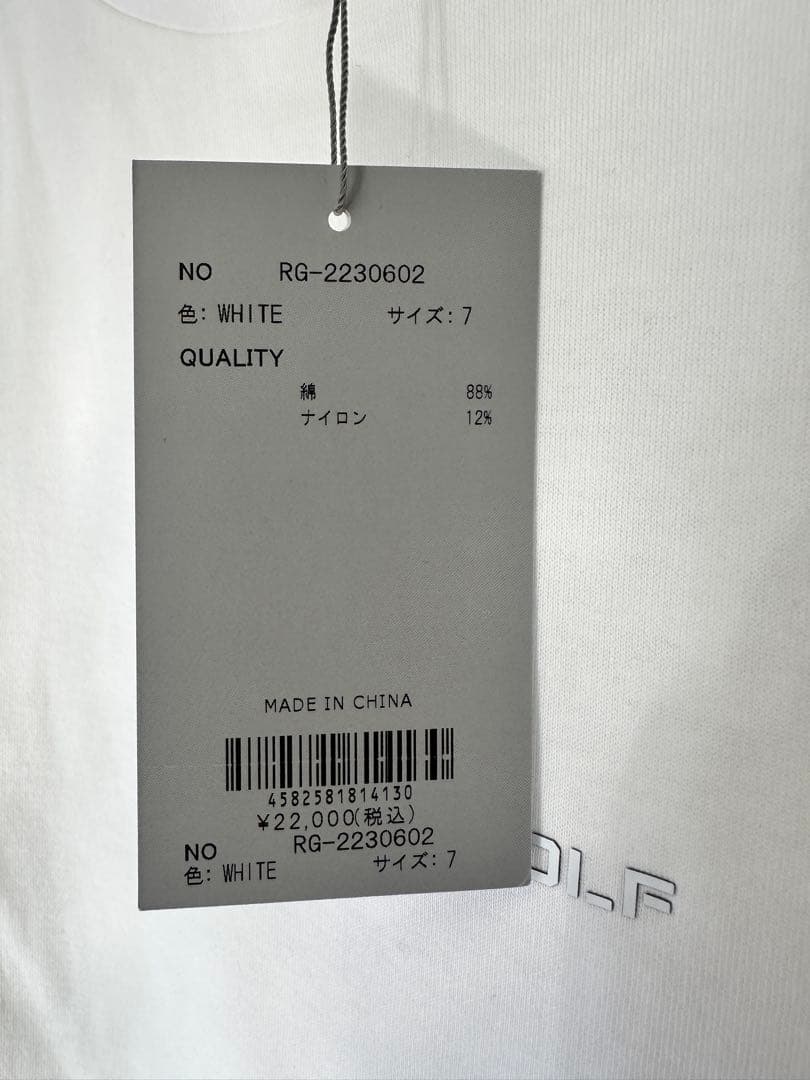 NO RG-2230602
色: WHITE サイズ: 7
QUALITY
綿 88%
ナイロン 12%
MADE IN CHINA
4582581814130
¥22,000(税込)
NO RG-2230602
色: WHITE サイズ: 7
OLF